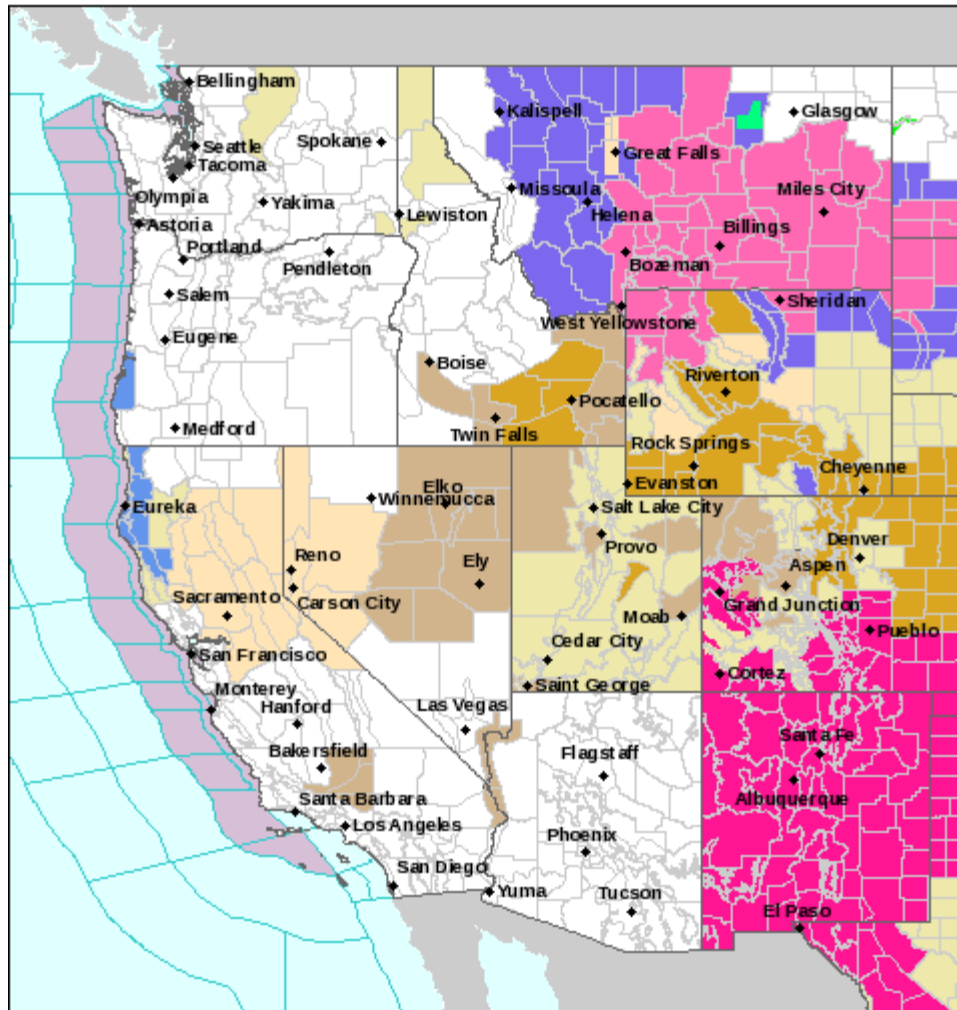 Bellingham
Kalispell
Glasgow
Seattle
Spokane
Great Falls
Tacoma
Olympia
Missoula
Miles City
Yakima
Lewiston
Helena
Astoria
Portland
Billings
Pendleton
Bozeman
Salem
Sheridan
West Yellowstone
Eugene
Boise
Riverton
Pocatello
Medford
Twin Falls
Rock Springs
Cheyenne
Elko
Evanston
Winnemucca
Eureka
Salt Lake City
Denver
Provo
Reno
Ely
Aspen
Sacramento
Carson City
Grand Junction
Moab
Pueblo
Cedar City
San Francisco
Cortez
Saint George
Monterey
Hanford
Las Vegas
Santa Fe
Bakersfield
Flagstaff
Albuquerque
Santa Barbara
Los Angeles
Phoenix
San Diego
Yuma
Tucson
El Paso